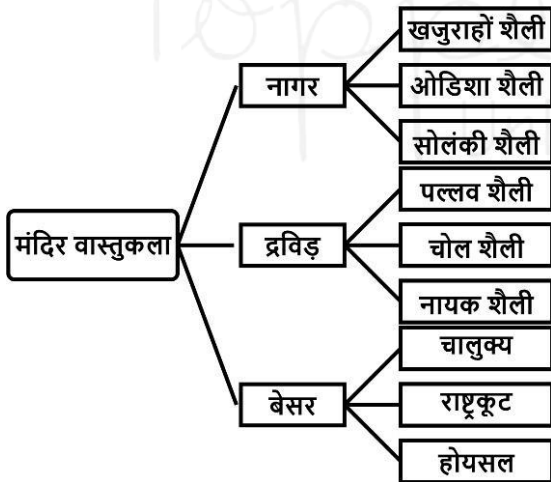 मंदिर वास्तुकला
नागर
खजुराहों शैली
ओडिशा शैली
सोलंकी शैली
द्रविड़
पल्लव शैली
चोल शैली
नायक शैली
बेसर
चालुक्य
राष्ट्रकूट
होयसल